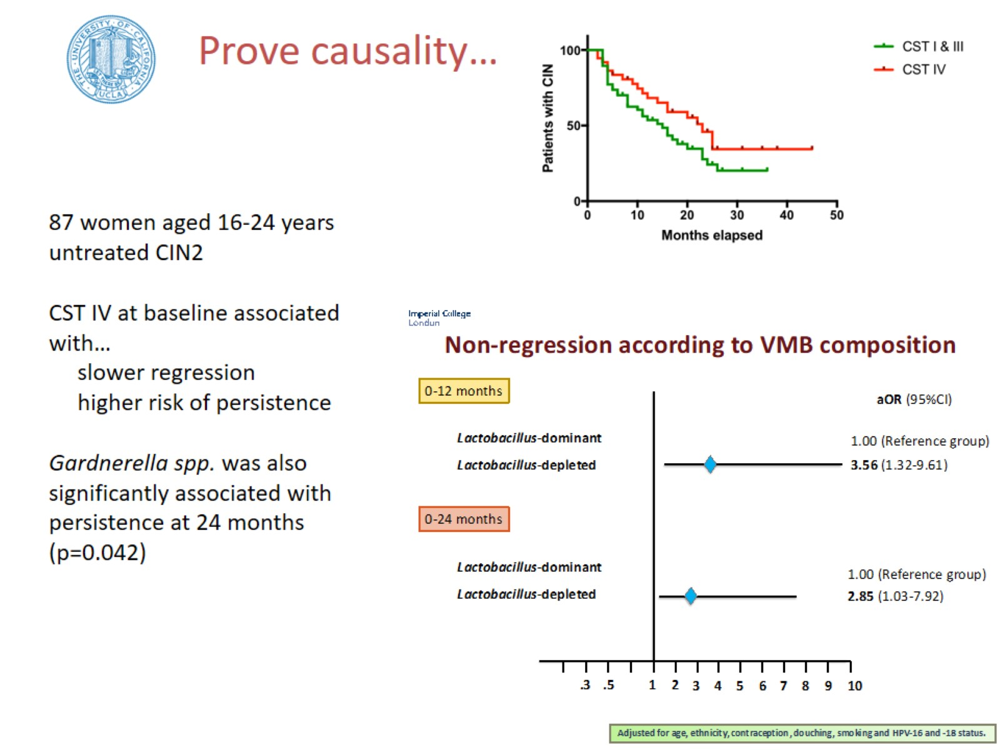 THE · UNIVERSITY · OF · CALIFORNIA ·
UCLA
Prove causality...
CST I & III
CST IV
Patients with CIN
100
50
0
0 10 20 30 40 50
Months elapsed
87 women aged 16-24 years
untreated CIN2
CST IV at baseline associated
with...
slower regression
higher risk of persistence
Gardnerella spp. was also
significantly associated with
persistence at 24 months
(p=0.042)
Imperial College
London
Non-regression according to VMB composition
0-12 months
aOR (95%CI)
Lactobacillus-dominant 1.00 (Reference group)
Lactobacillus-depleted 3.56 (1.32-9.61)
0-24 months
Lactobacillus-dominant 1.00 (Reference group)
Lactobacillus-depleted 2.85 (1.03-7.92)
.3 .5 1 2 3 4 5 6 7 8 9 10
Adjusted for age, ethnicity, contraception, douching, smoking and HPV-16 and -18 status.